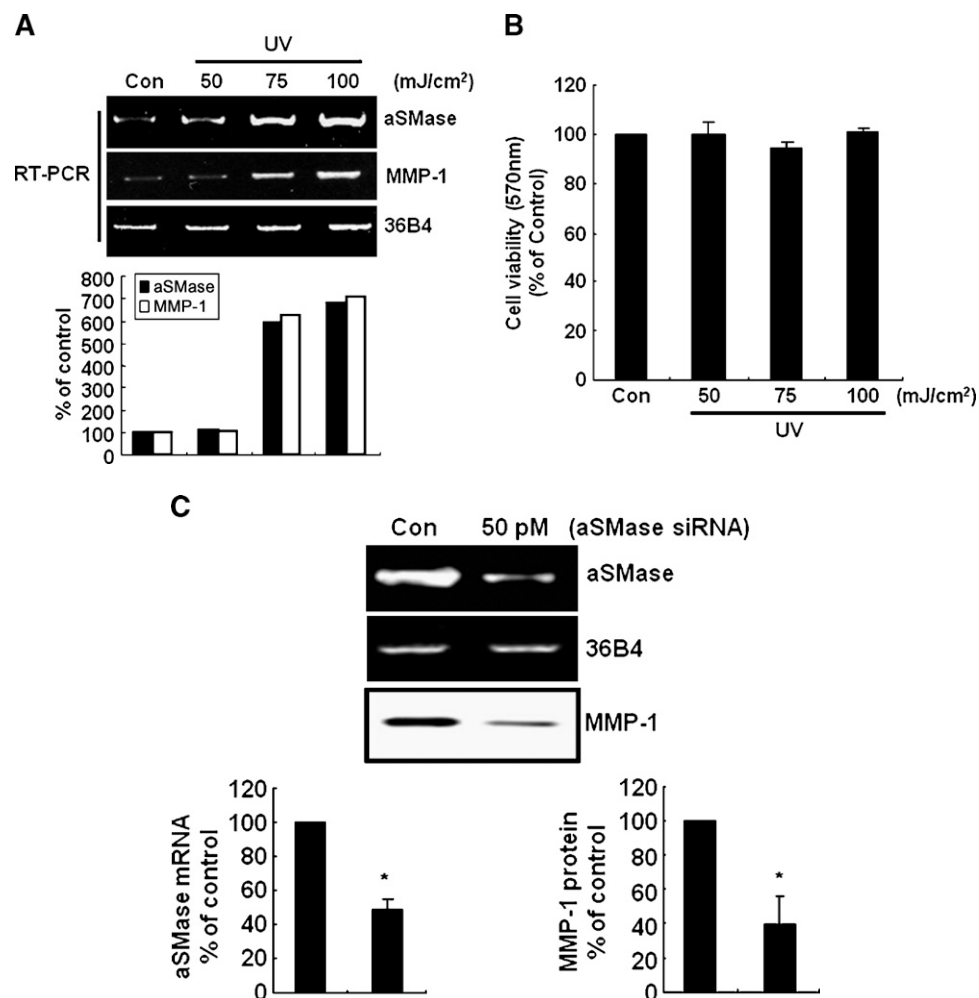 A
UV
Con 50 75 100 (mJ/cm²)
aSMase
RT-PCR
MMP-1
36B4
800
700
600
500
400
300
200
100
0
% of control
aSMase
MMP-1
B
120
100
80
60
40
20
0
Cell viability (570nm)
(% of Control)
Con 50 75 100 (mJ/cm²)
UV
C
Con 50 pM (aSMase siRNA)
aSMase
36B4
MMP-1
120
100
80
60
40
20
0
aSMase mRNA
% of control
*
120
100
80
60
40
20
0
MMP-1 protein
% of control
*